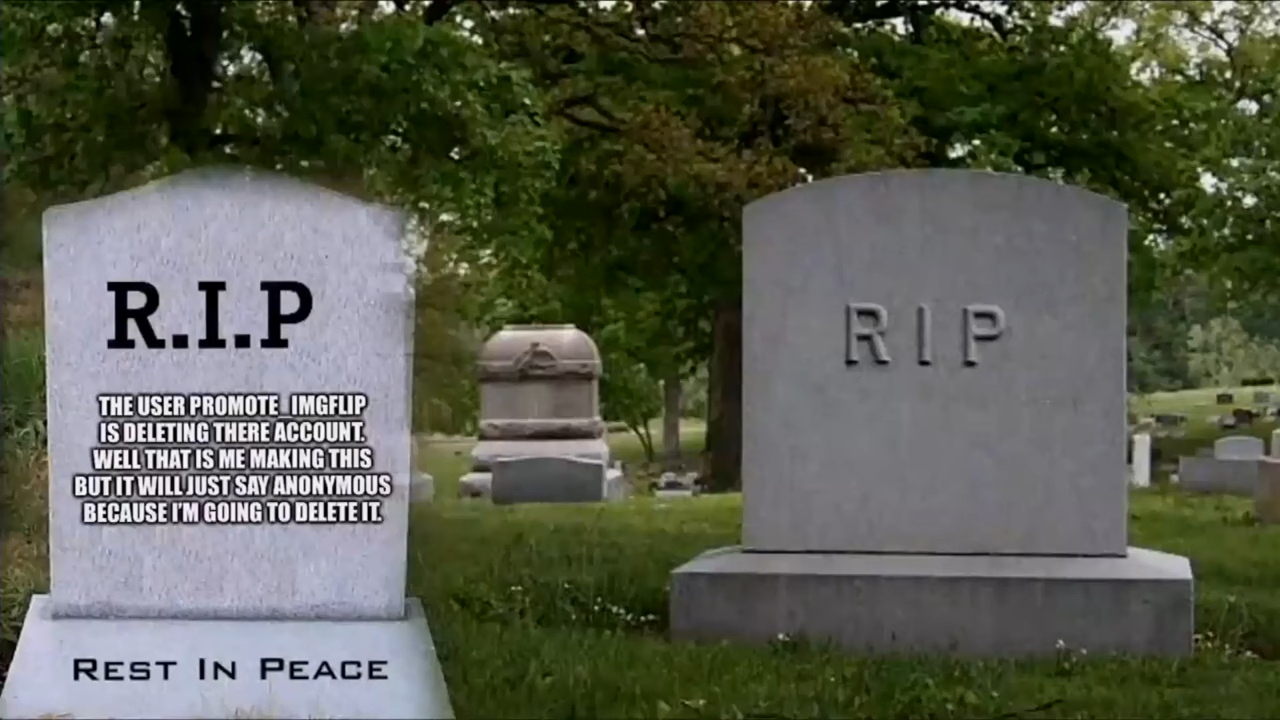 R.I.P
THE USER PROMOTE_IMGFLIP
IS DELETING THERE ACCOUNT.
WELL THAT IS ME MAKING THIS
BUT IT WILL JUST SAY ANONYMOUS
BECAUSE I'M GOING TO DELETE IT.
REST IN PEACE
RIP